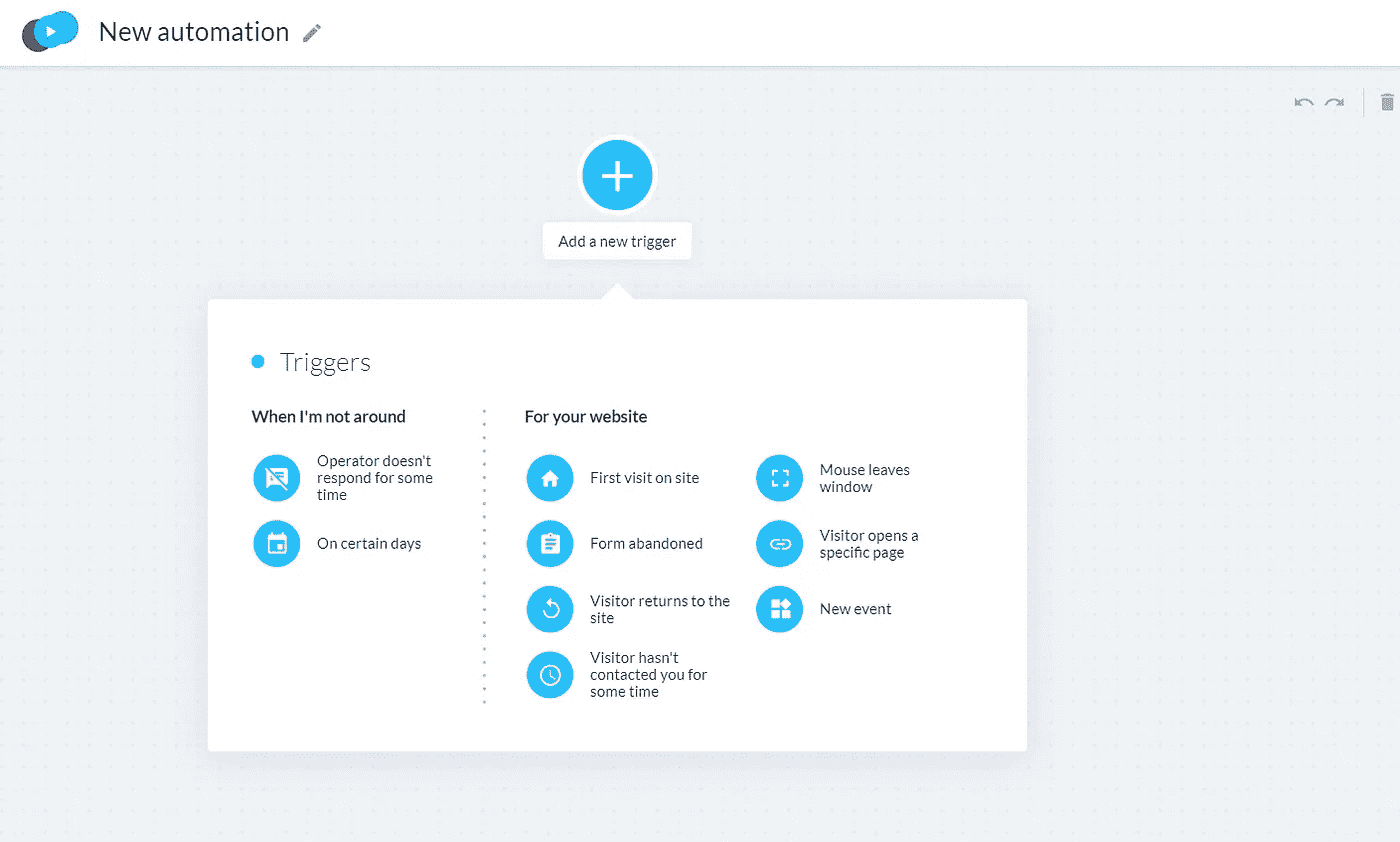 New automation
Add a new trigger
Triggers
When I'm not around
Operator doesn't
respond for some
time
On certain days
For your website
First visit on site
Form abandoned
Visitor returns to the
site
Visitor hasn't
contacted you for
some time
Mouse leaves
window
Visitor opens a
specific page
New event